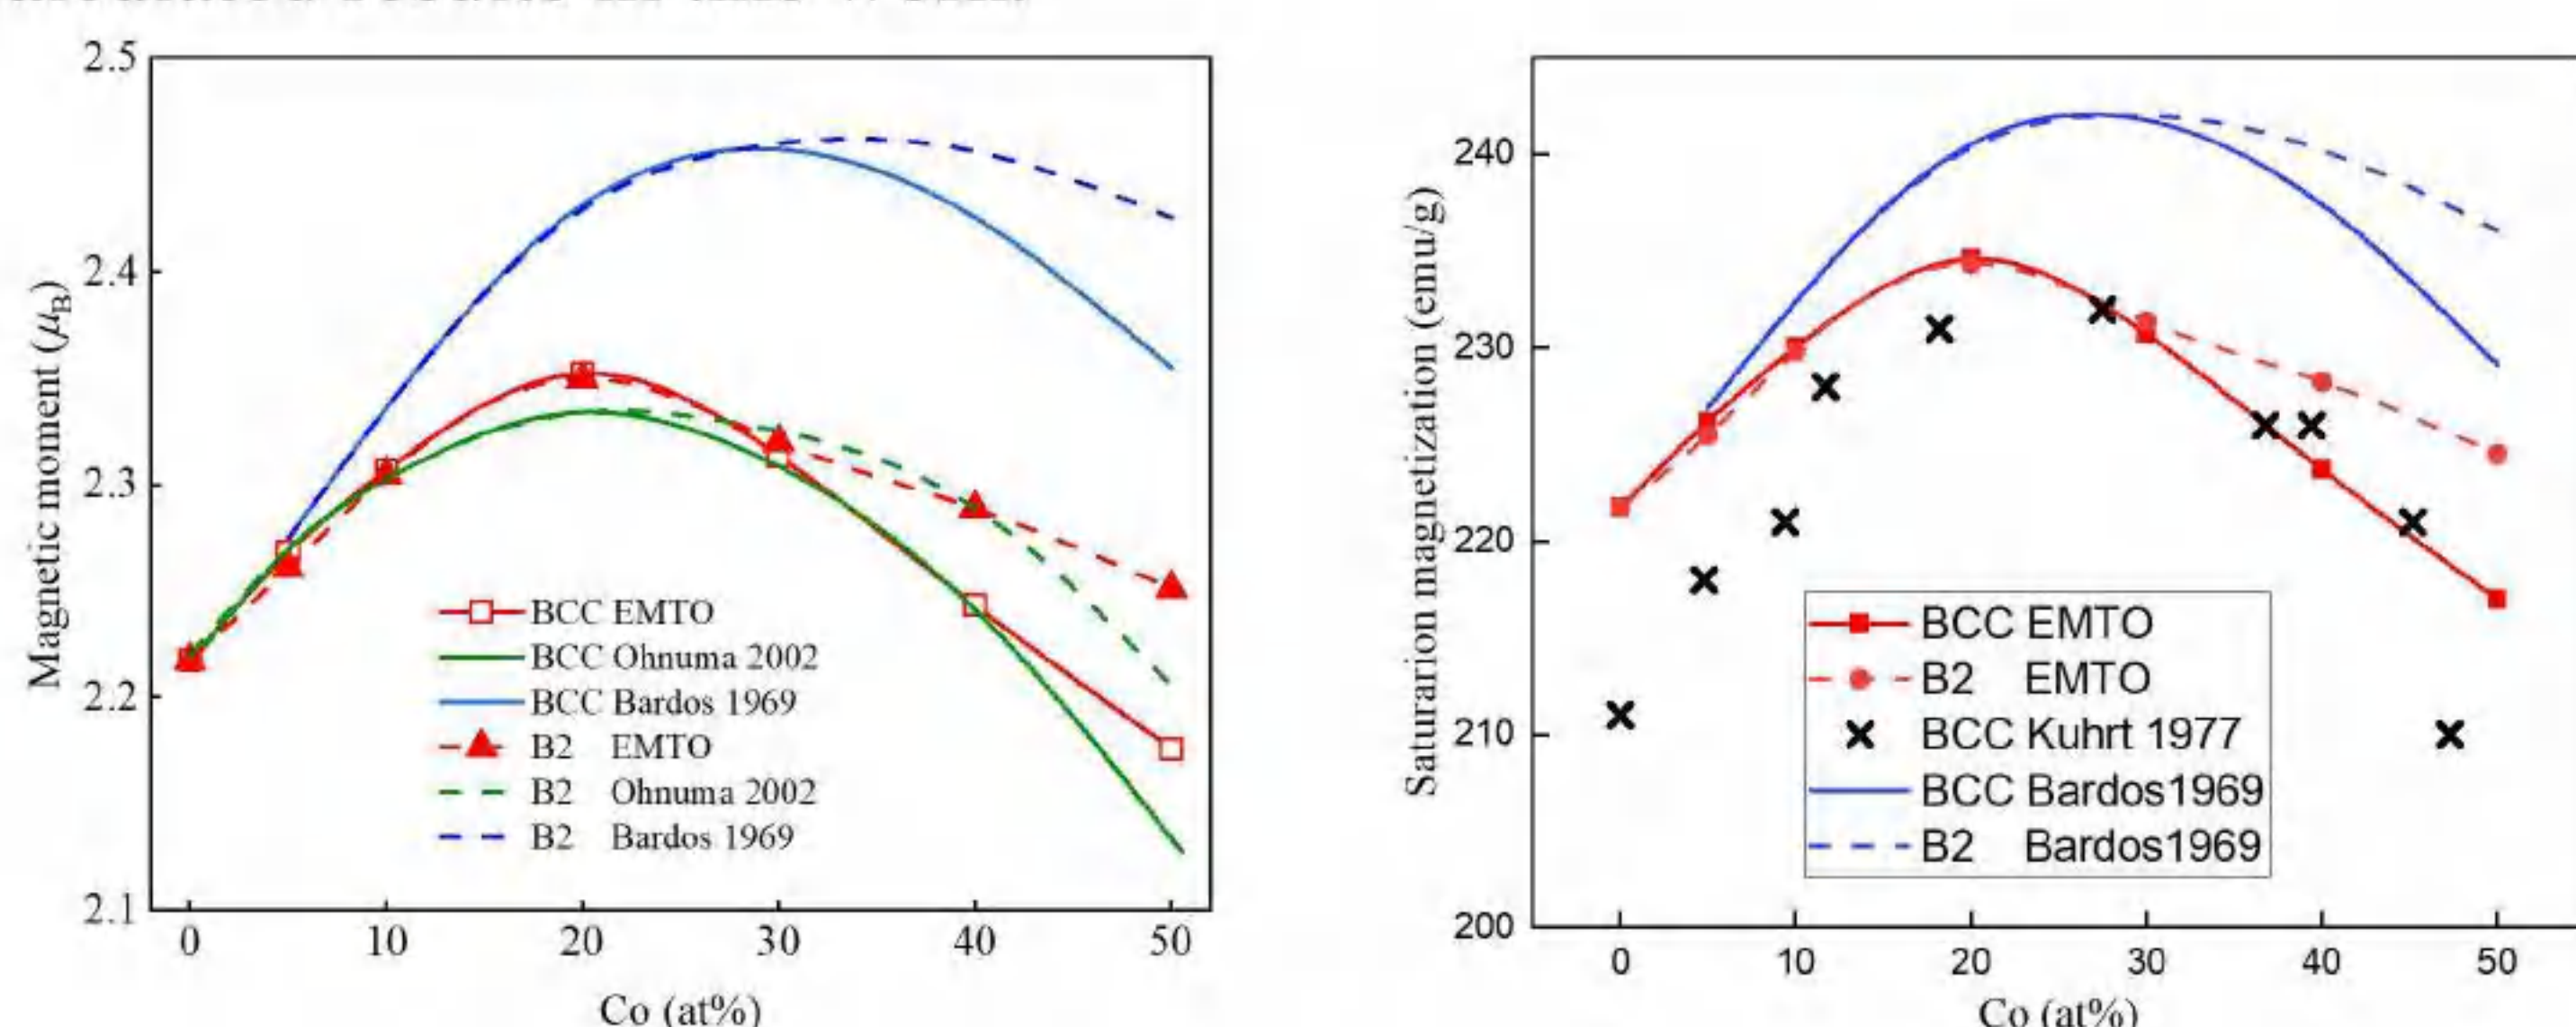 2.5
2.4
2.3
2.2
2.1
Magnetic moment (μB)
BCC EMTO
BCC Ohnuma 2002
BCC Bardos 1969
B2 EMTO
B2 Ohnuma 2002
B2 Bardos 1969
0 10 20 30 40 50
Co (at%)
240
230
220
210
200
Saturarion magnetization (emu/g)
BCC EMTO
B2 EMTO
BCC Kuhrt 1977
BCC Bardos1969
B2 Bardos1969
0 10 20 30 40 50
Co (at%)